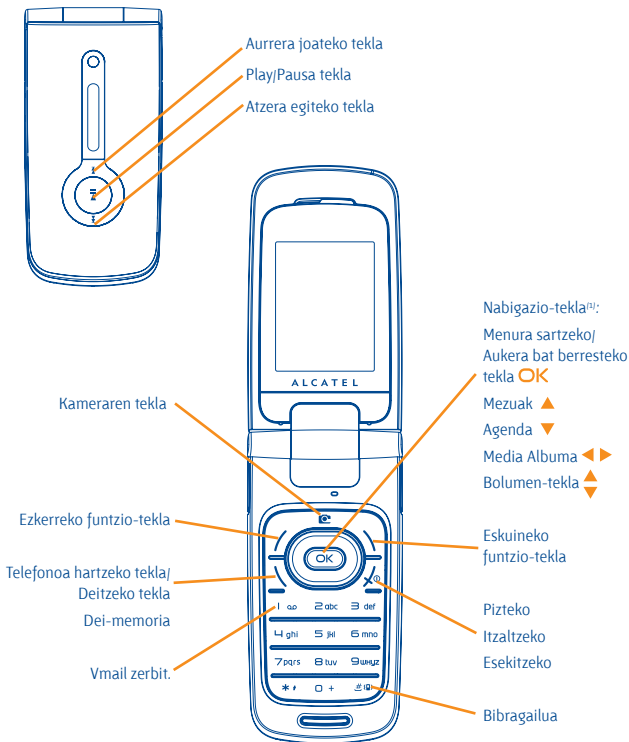 Aurrera joateko tekla
Play/Pausa tekla
Atzera egiteko tekla
ALCATEL
Nabigazio-tekla(1):
Menura sartzeko/
Aukera bat berresteko
tekla OK
Mezuak
Agenda
Media Albuma
Bolumen-tekla
Kameraren tekla
Ezkerreko funtzio-tekla
Telefonoa hartzeko tekla/
Deitzeko tekla
Dei-memoria
Vmail zerbit.
Eskuineko
funtzio-tekla
Pizteko
Itzaltzeko
Esekitzeko
Bibragailua
OK
1 2 abc 3 def
4 ghi 5 jkl 6 mno
7 pqrs 8 tuv 9 wxyz
* 0 + #